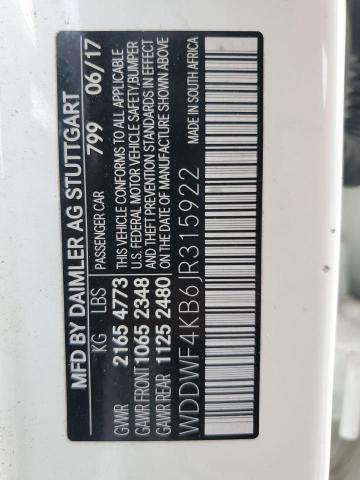 MFD BY DAIMLER AG STUTTGART
799 06/17
KG LBS PASSENGER CAR
GVWR 2165 4773
GAWR FRONT 1065 2348
GAWR REAR 1125 2480
THIS VEHICLE CONFORMS TO ALL APPLICABLE
U.S. FEDERAL MOTOR VEHICLE SAFETY, BUMPER
AND THEFT PREVENTION STANDARDS IN EFFECT
ON THE DATE OF MANUFACTURE SHOWN ABOVE
WDDWF4KB6JR315922
MADE IN SOUTH AFRICA